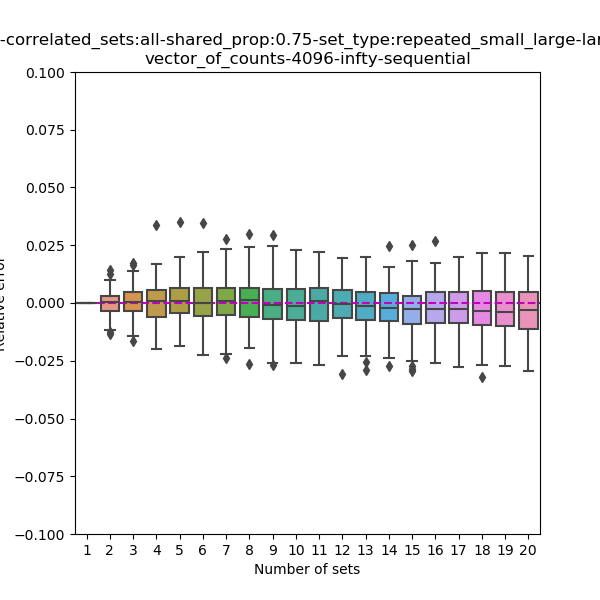 -correlated_sets:all-shared_prop:0.75-set_type:repeated_small_large-lar
vector_of_counts-4096-infty-sequential
0.100
0.075
0.050
0.025
0.000
−0.025
−0.050
−0.075
−0.100
Relative error
1 2 3 4 5 6 7 8 9 10 11 12 13 14 15 16 17 18 19 20
Number of sets